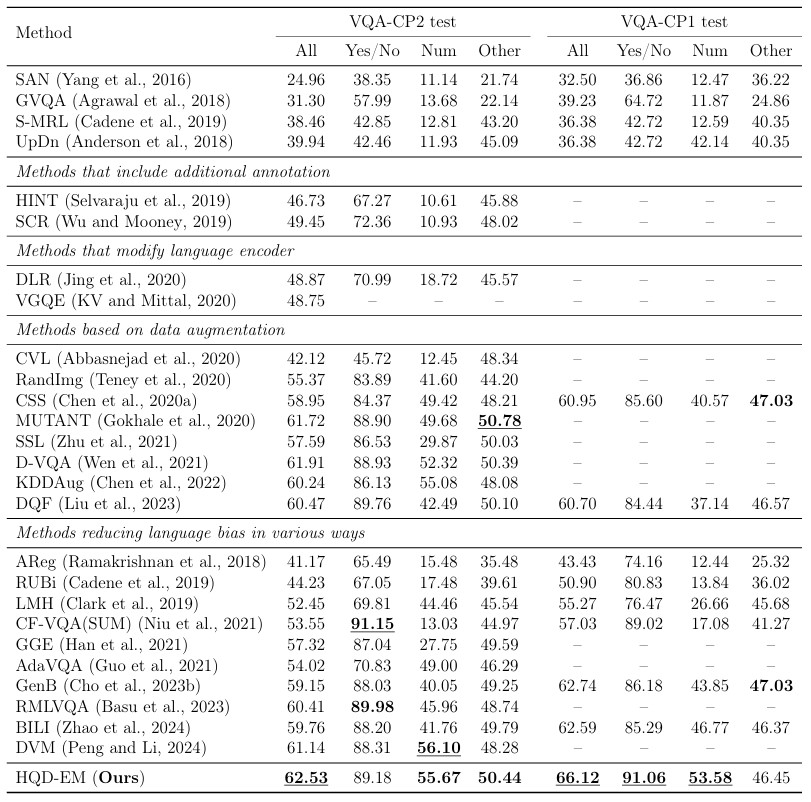 Method VQA-CP2 test VQA-CP1 test
All Yes/No Num Other All Yes/No Num Other
SAN (Yang et al., 2016) 24.96 38.35 11.14 21.74 32.50 36.86 12.47 36.22
GVQA (Agrawal et al., 2018) 31.30 57.99 13.68 22.14 39.23 64.72 11.87 24.86
S-MRL (Cadene et al., 2019) 38.46 42.85 12.81 43.20 36.38 42.72 12.59 40.35
UpDn (Anderson et al., 2018) 39.94 42.46 11.93 45.09 36.38 42.72 42.14 40.35
Methods that include additional annotation
HINT (Selvaraju et al., 2019) 46.73 67.27 10.61 45.88 – – – –
SCR (Wu and Mooney, 2019) 49.45 72.36 10.93 48.02 – – – –
Methods that modify language encoder
DLR (Jing et al., 2020) 48.87 70.99 18.72 45.57 – – – –
VGQE (KV and Mittal, 2020) 48.75 – – – – – – –
Methods based on data augmentation
CVL (Abbasnejad et al., 2020) 42.12 45.72 12.45 48.34 – – – –
RandImg (Teney et al., 2020) 55.37 83.89 41.60 44.20 – – – –
CSS (Chen et al., 2020a) 58.95 84.37 49.42 48.21 60.95 85.60 40.57 47.03
MUTANT (Gokhale et al., 2020) 61.72 88.90 49.68 50.78 – – – –
SSL (Zhu et al., 2021) 57.59 86.53 29.87 50.03 – – – –
D-VQA (Wen et al., 2021) 61.91 88.93 52.32 50.39 – – – –
KDDAug (Chen et al., 2022) 60.24 86.13 55.08 48.08 – – – –
DQF (Liu et al., 2023) 60.47 89.76 42.49 50.10 60.70 84.44 37.14 46.57
Methods reducing language bias in various ways
AReg (Ramakrishnan et al., 2018) 41.17 65.49 15.48 35.48 43.43 74.16 12.44 25.32
RUBi (Cadene et al., 2019) 44.23 67.05 17.48 39.61 50.90 80.83 13.84 36.02
LMH (Clark et al., 2019) 52.45 69.81 44.46 45.54 55.27 76.47 26.66 45.68
CF-VQA(SUM) (Niu et al., 2021) 53.55 91.15 13.03 44.97 57.03 89.02 17.08 41.27
GGE (Han et al., 2021) 57.32 87.04 27.75 49.59 – – – –
AdaVQA (Guo et al., 2021) 54.02 70.83 49.00 46.29 – – – –
GenB (Cho et al., 2023b) 59.15 88.03 40.05 49.25 62.74 86.18 43.85 47.03
RMLVQA (Basu et al., 2023) 60.41 89.98 45.96 48.74 – – – –
BILI (Zhao et al., 2024) 59.76 88.20 41.76 49.79 62.59 85.29 46.77 46.37
DVM (Peng and Li, 2024) 61.14 88.31 56.10 48.28 – – – –
HQD-EM (Ours) 62.53 89.18 55.67 50.44 66.12 91.06 53.58 46.45